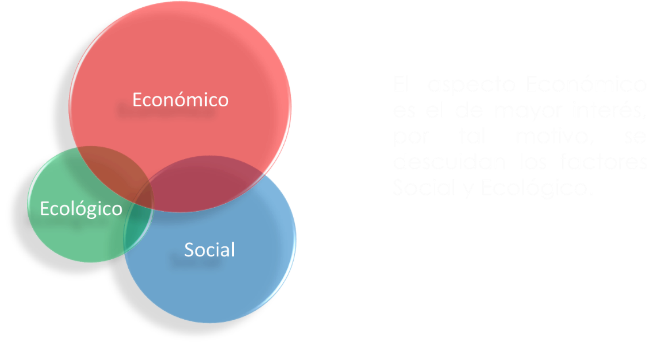 Económico
Ecológico
Social
El aspecto Económico
es el de mayor interés,
por tal motivo, se
descuidan los factores
Social y Ecológico.